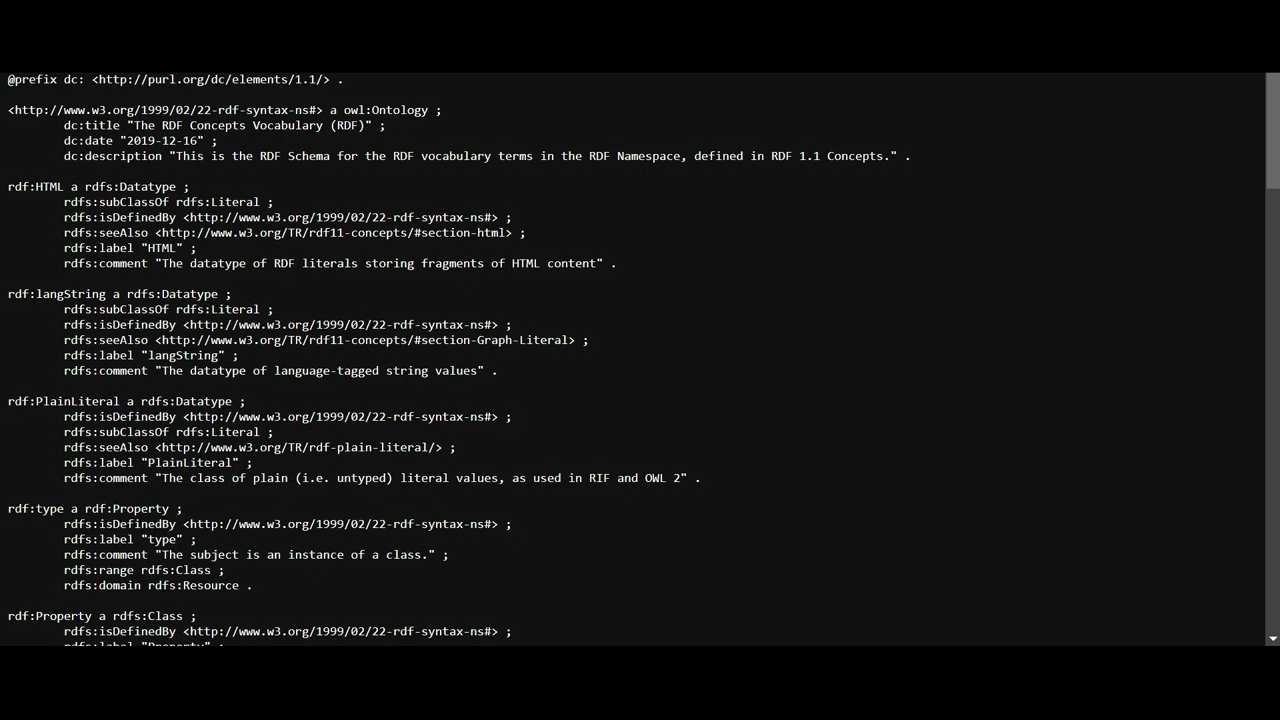 @prefix dc: <http://purl.org/dc/elements/1.1/> .
<http://www.w3.org/1999/02/22-rdf-syntax-ns#> a owl:Ontology ;
dc:title "The RDF Concepts Vocabulary (RDF)" ;
dc:date "2019-12-16" ;
dc:description "This is the RDF Schema for the RDF vocabulary terms in the RDF Namespace, defined in RDF 1.1 Concepts." .
rdf:HTML a rdfs:Datatype ;
rdfs:subClassOf rdfs:Literal ;
rdfs:isDefinedBy <http://www.w3.org/1999/02/22-rdf-syntax-ns#> ;
rdfs:seeAlso <http://www.w3.org/TR/rdf11-concepts/#section-html> ;
rdfs:label "HTML" ;
rdfs:comment "The datatype of RDF literals storing fragments of HTML content" .
rdf:langString a rdfs:Datatype ;
rdfs:subClassOf rdfs:Literal ;
rdfs:isDefinedBy <http://www.w3.org/1999/02/22-rdf-syntax-ns#> ;
rdfs:seeAlso <http://www.w3.org/TR/rdf11-concepts/#section-Graph-Literal> ;
rdfs:label "langString" ;
rdfs:comment "The datatype of language-tagged string values" .
rdf:PlainLiteral a rdfs:Datatype ;
rdfs:isDefinedBy <http://www.w3.org/1999/02/22-rdf-syntax-ns#> ;
rdfs:subClassOf rdfs:Literal ;
rdfs:seeAlso <http://www.w3.org/TR/rdf-plain-literal/> ;
rdfs:label "PlainLiteral" ;
rdfs:comment "The class of plain (i.e. untyped) literal values, as used in RIF and OWL 2" .
rdf:type a rdf:Property ;
rdfs:isDefinedBy <http://www.w3.org/1999/02/22-rdf-syntax-ns#> ;
rdfs:label "type" ;
rdfs:comment "The subject is an instance of a class." ;
rdfs:range rdfs:Class ;
rdfs:domain rdfs:Resource .
rdf:Property a rdfs:Class ;
rdfs:isDefinedBy <http://www.w3.org/1999/02/22-rdf-syntax-ns#> ;
rdfs:label "Property" ;